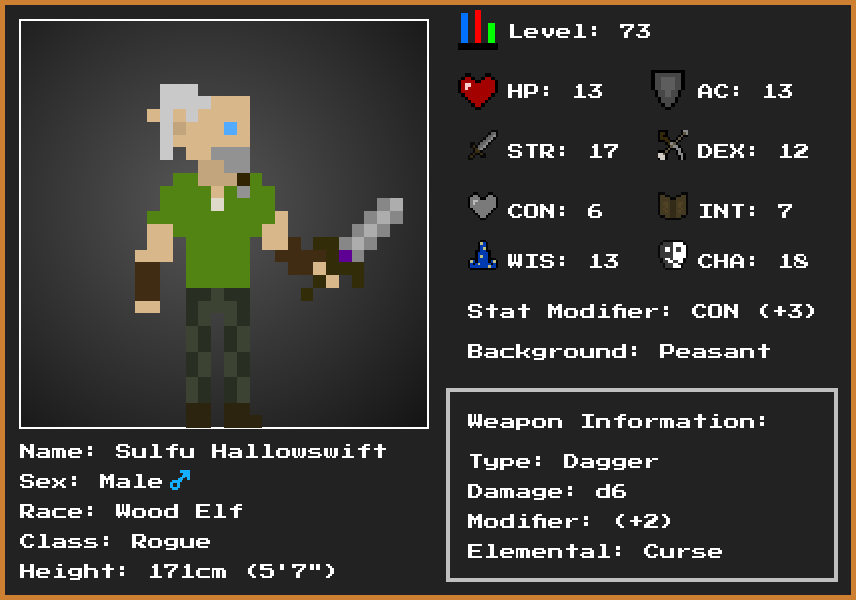 Level: 73
HP: 13
AC: 13
STR: 17
DEX: 12
CON: 6
INT: 7
WIS: 13
CHA: 18
Stat Modifier: CON (+3)
Background: Peasant
Name: Sulfu Hallowswift
Sex: Male♂
Race: Wood Elf
Class: Rogue
Height: 171cm (5'7")
Weapon Information:
Type: Dagger
Damage: d6
Modifier: (+2)
Elemental: Curse